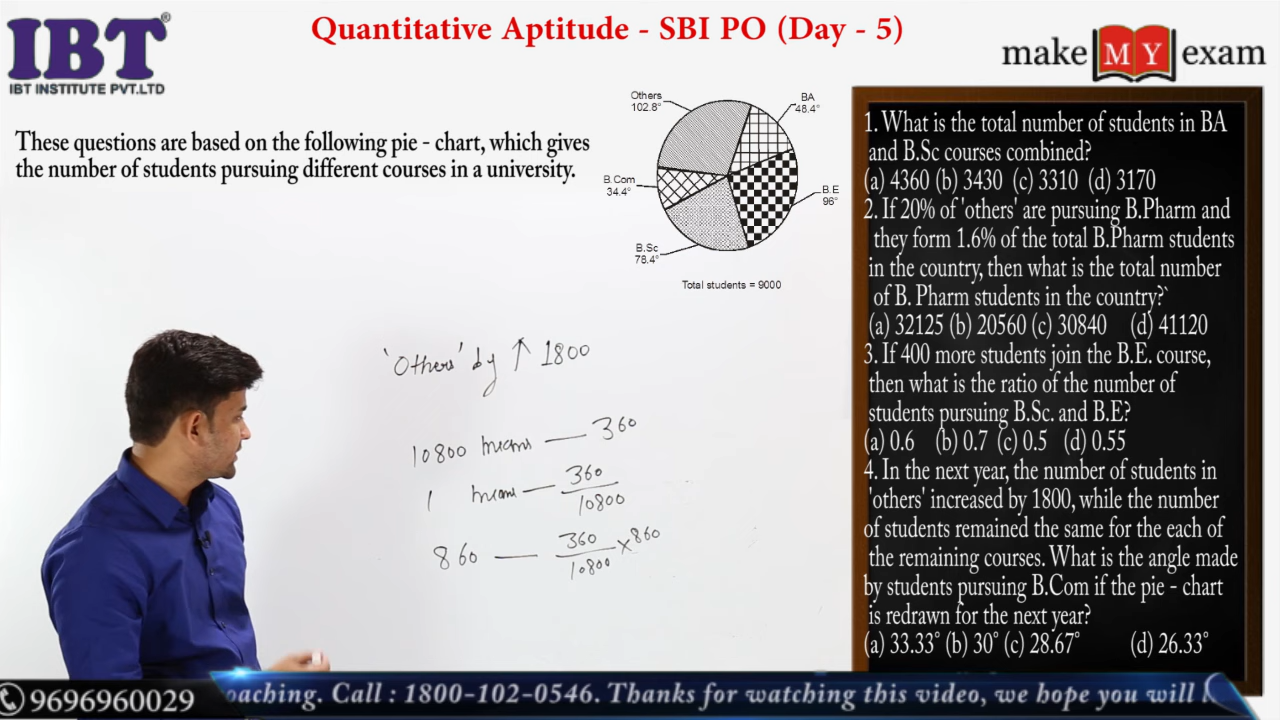 Quantitative Aptitude - SBI PO (Day - 5)
IBT®
IBT INSTITUTE PVT.LTD
make MY exam
These questions are based on the following pie - chart, which gives
the number of students pursuing different courses in a university.
Others
102.8°
BA
48.4°
B.Com
34.4°
B.E
96°
B.Sc
78.4°
Total students = 9000
'Others' by ↑ 1800
10800 means — 360
1 means — 360/10800
860 — 360/10800 × 860
1. What is the total number of students in BA
and B.Sc courses combined?
(a) 4360 (b) 3430 (c) 3310 (d) 3170
2. If 20% of 'others' are pursuing B.Pharm and
they form 1.6% of the total B.Pharm students
in the country, then what is the total number
of B. Pharm students in the country?`
(a) 32125 (b) 20560 (c) 30840 (d) 41120
3. If 400 more students join the B.E. course,
then what is the ratio of the number of
students pursuing B.Sc. and B.E?
(a) 0.6 (b) 0.7 (c) 0.5 (d) 0.55
4. In the next year, the number of students in
'others' increased by 1800, while the number
of students remained the same for the each of
the remaining courses. What is the angle made
by students pursuing B.Com if the pie - chart
is redrawn for the next year?
(a) 33.33° (b) 30° (c) 28.67° (d) 26.33°
9696960029
oaching. Call : 1800-102-0546. Thanks for watching this video, we hope you will